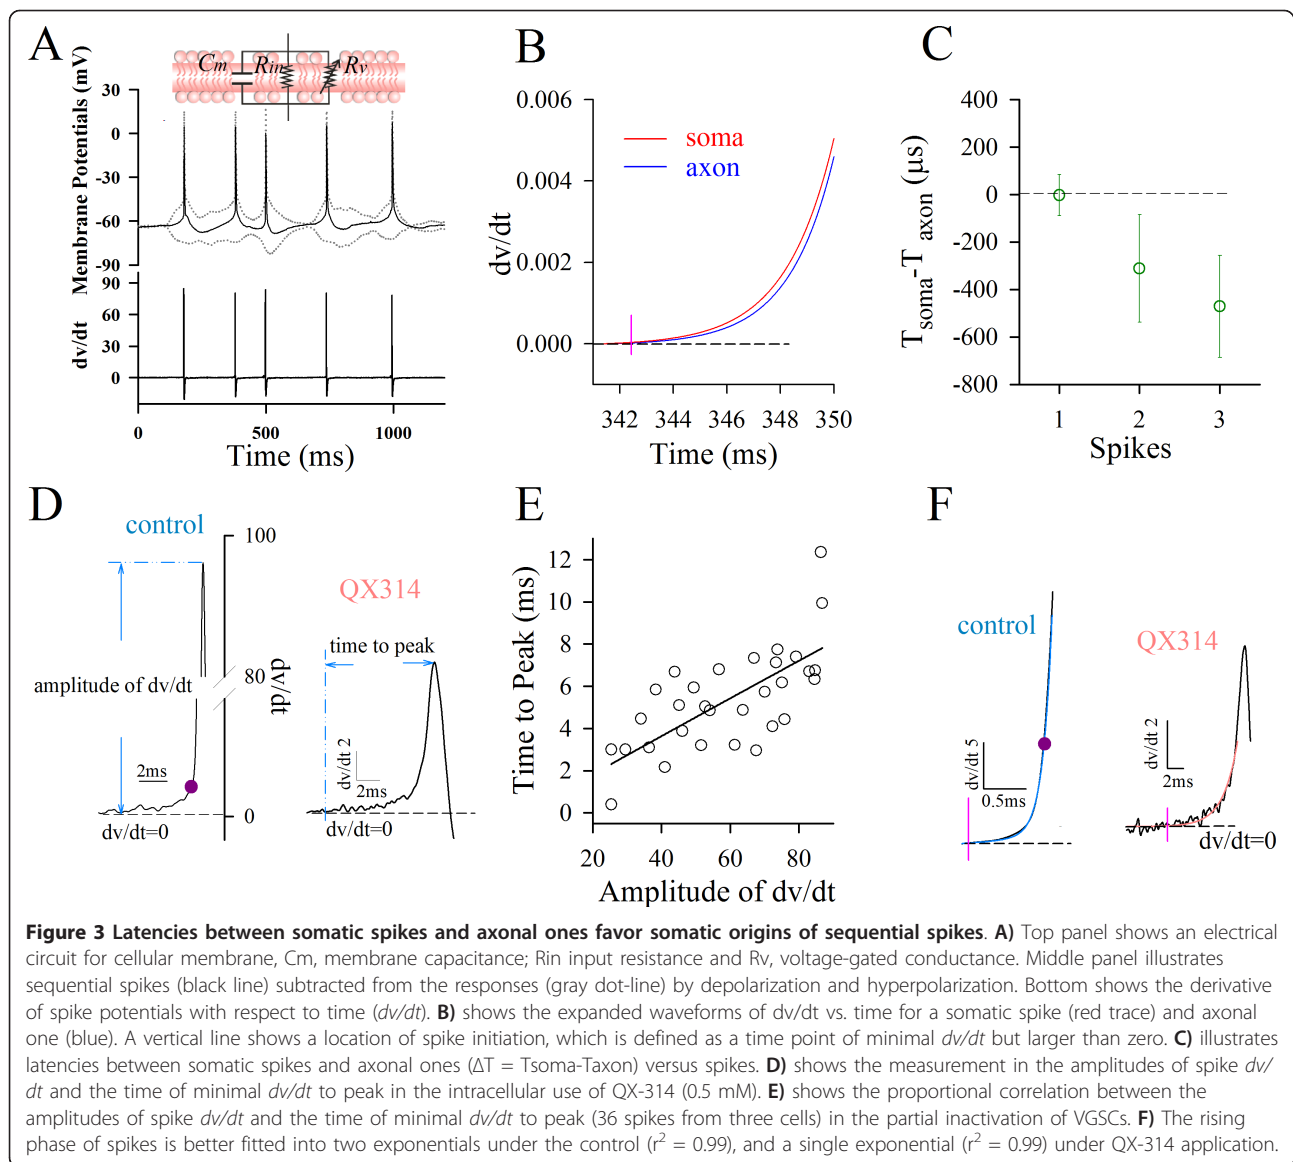 A
Cm
Rin
Rv
Membrane Potentials (mV)
30
0
-30
-60
-90
dv/dt
90
60
30
0
0
500
1000
Time (ms)
B
0.006
0.004
0.002
0.000
dv/dt
soma
axon
342
344
346
348
350
Time (ms)
C
400
200
0
-200
-400
-600
-800
T soma-T axon (μs)
1
2
3
Spikes
D
control
100
80
0
dv/dt
amplitude of dv/dt
2ms
dv/dt=0
QX314
time to peak
dv/dt 2
2ms
dv/dt=0
E
12
10
8
6
4
2
0
Time to Peak (ms)
20
40
60
80
Amplitude of dv/dt
F
control
dv/dt 5
0.5ms
QX314
dv/dt 2
2ms
dv/dt=0
Figure 3 Latencies between somatic spikes and axonal ones favor somatic origins of sequential spikes. A) Top panel shows an electrical
circuit for cellular membrane, Cm, membrane capacitance; Rin input resistance and Rv, voltage-gated conductance. Middle panel illustrates
sequential spikes (black line) subtracted from the responses (gray dot-line) by depolarization and hyperpolarization. Bottom shows the derivative
of spike potentials with respect to time (dv/dt). B) shows the expanded waveforms of dv/dt vs. time for a somatic spike (red trace) and axonal
one (blue). A vertical line shows a location of spike initiation, which is defined as a time point of minimal dv/dt but larger than zero. C) illustrates
latencies between somatic spikes and axonal ones (ΔT = Tsoma-Taxon) versus spikes. D) shows the measurement in the amplitudes of spike dv/
dt and the time of minimal dv/dt to peak in the intracellular use of QX-314 (0.5 mM). E) shows the proportional correlation between the
amplitudes of spike dv/dt and the time of minimal dv/dt to peak (36 spikes from three cells) in the partial inactivation of VGSCs. F) The rising
phase of spikes is better fitted into two exponentials under the control (r² = 0.99), and a single exponential (r² = 0.99) under QX-314 application.